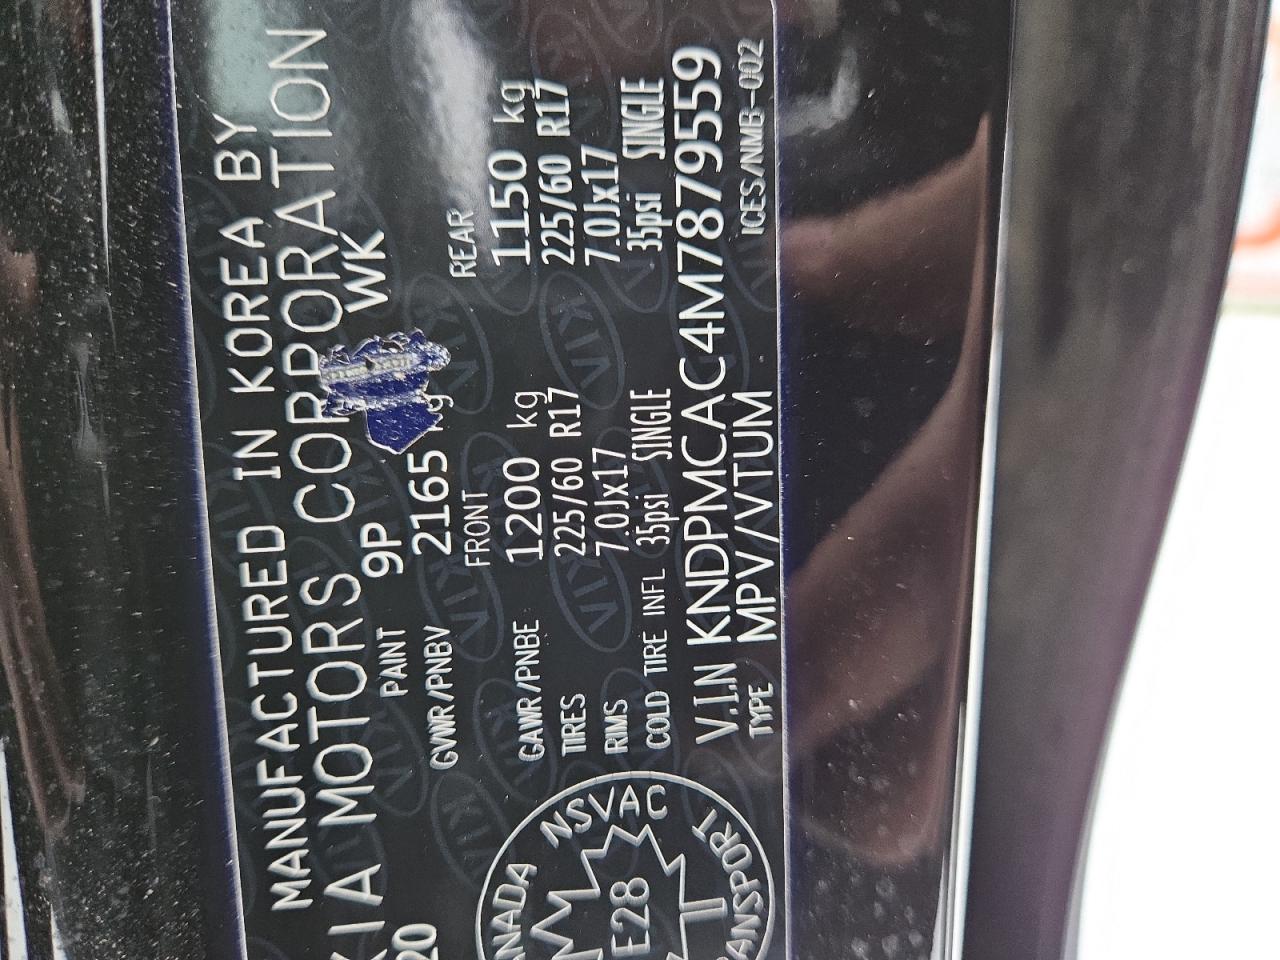 MANUFACTURED IN KOREA BY
KIA MOTORS CORPORATION
20 PAINT 9P WK
GVWR/PNBV 2165 kg
FRONT REAR
GAWR/PNBE 1200 kg 1150 kg
TIRES 225/60 R17 225/60 R17
RIMS 7.0Jx17 7.0Jx17
COLD TIRE INFL 35psi SINGLE 35psi SINGLE
V.I.N KNDPMCAC4M7879559
TYPE MPV/VTUM ICES/NMB-002
CANADA NSVAC
M
E28
T
TRANSPORT